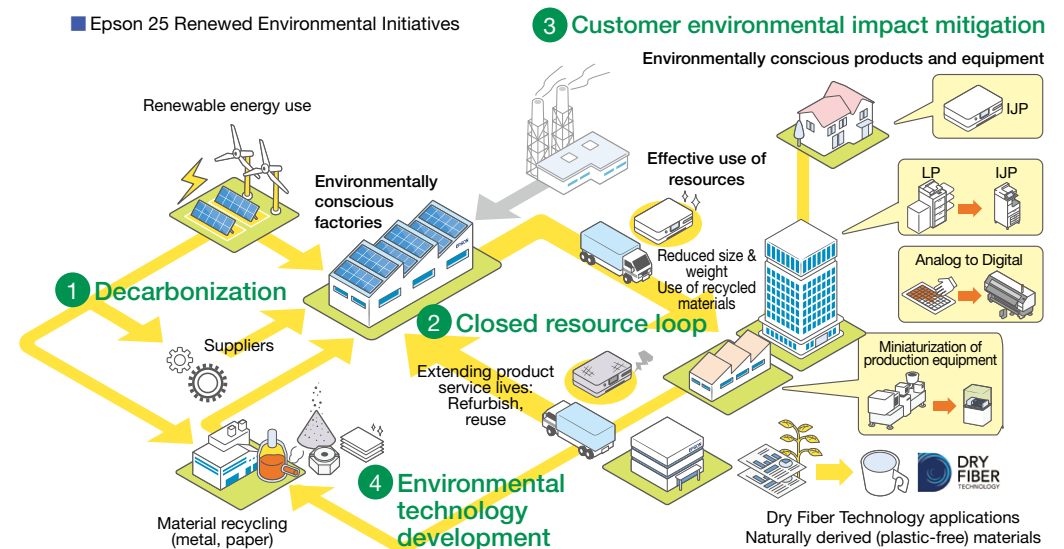 Epson 25 Renewed Environmental Initiatives
3 Customer environmental impact mitigation
Environmentally conscious products and equipment
Renewable energy use
IJP
Environmentally
conscious
factories
Effective use of
resources
LP
IJP
Reduced size &
weight
Use of recycled
materials
Analog to Digital
EPSON
1 Decarbonization
2 Closed resource loop
Suppliers
Miniaturization of
production equipment
Extending product
service lives:
Refurbish,
reuse
EPSON
4 Environmental
technology
development
DRY
FIBER
TECHNOLOGY
Material recycling
(metal, paper)
Dry Fiber Technology applications
Naturally derived (plastic-free) materials